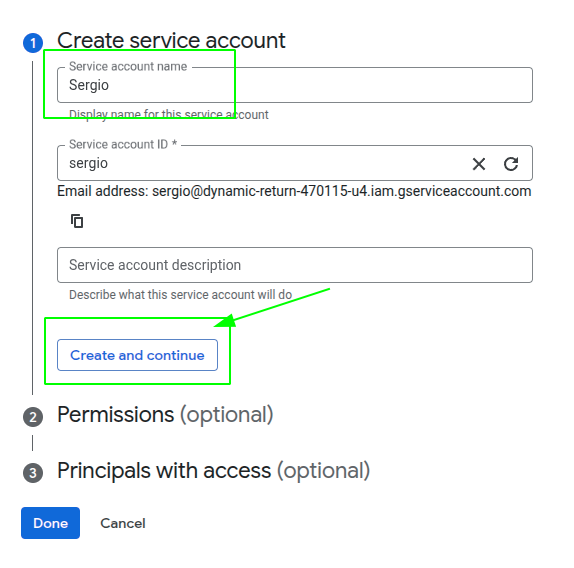 1 Create service account
Service account name
Sergio
Display name for this service account
Service account ID *
sergio
Email address: sergio@dynamic-return-470115-u4.iam.gserviceaccount.com
Service account description
Describe what this service account will do
Create and continue
2 Permissions (optional)
3 Principals with access (optional)
Done Cancel